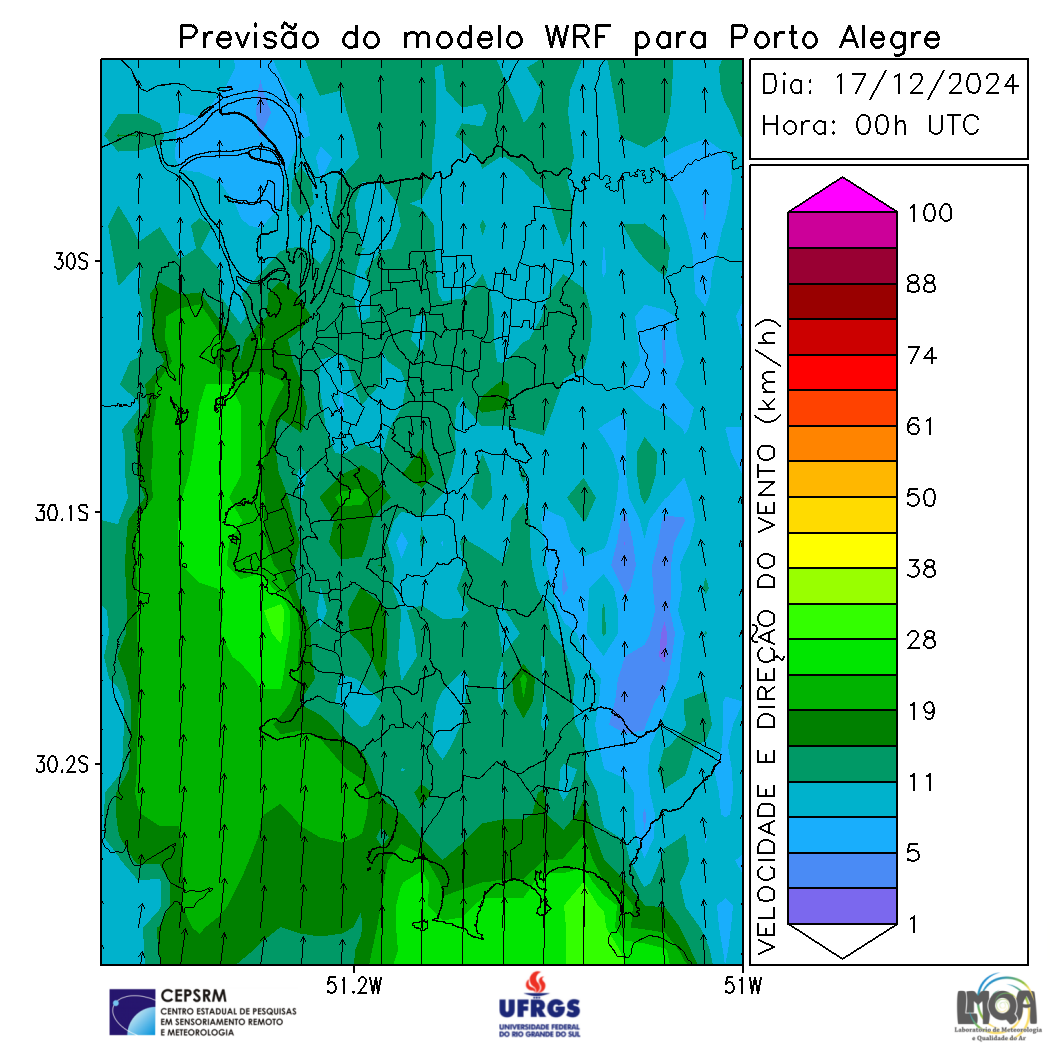 Previsão do modelo WRF para Porto Alegre
Dia: 17/12/2024
Hora: 00h UTC
30S
30.1S
30.2S
51.2W
51W
VELOCIDADE E DIREÇÃO DO VENTO (km/h)
100
88
74
61
50
38
28
19
11
5
1
CEPSRM
CENTRO ESTADUAL DE PESQUISAS
EM SENSORIAMENTO REMOTO
E METEOROLOGIA
UFRGS
UNIVERSIDADE FEDERAL
DO RIO GRANDE DO SUL
LMQA
Laboratório de Meteorologia
e Qualidade do Ar